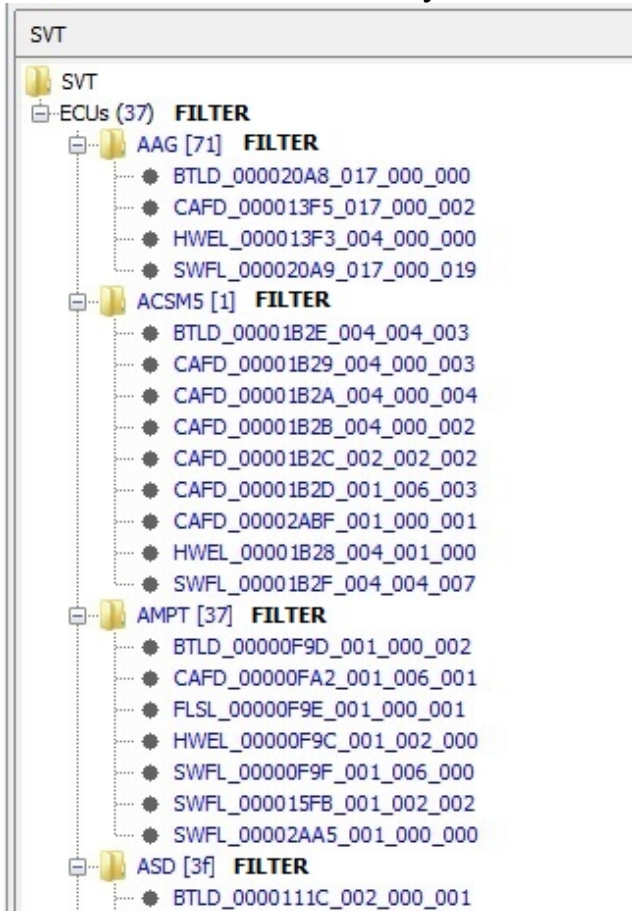 SVT
SVT
ECUs (37) FILTER
AAG [71] FILTER
BTLD_000020A8_017_000_000
CAFD_000013F5_017_000_002
HWEL_000013F3_004_000_000
SWFL_000020A9_017_000_019
ACSM5 [1] FILTER
BTLD_00001B2E_004_004_003
CAFD_00001B29_004_000_003
CAFD_00001B2A_004_000_004
CAFD_00001B2B_004_000_002
CAFD_00001B2C_002_002_002
CAFD_00001B2D_001_006_003
CAFD_00002ABF_001_000_001
HWEL_00001B28_004_001_000
SWFL_00001B2F_004_004_007
AMPT [37] FILTER
BTLD_00000F9D_001_000_002
CAFD_00000FA2_001_006_001
FLSL_00000F9E_001_000_001
HWEL_00000F9C_001_002_000
SWFL_00000F9F_001_006_000
SWFL_000015FB_001_002_002
SWFL_00002AA5_001_000_000
ASD [3f] FILTER
BTLD_0000111C_002_000_001